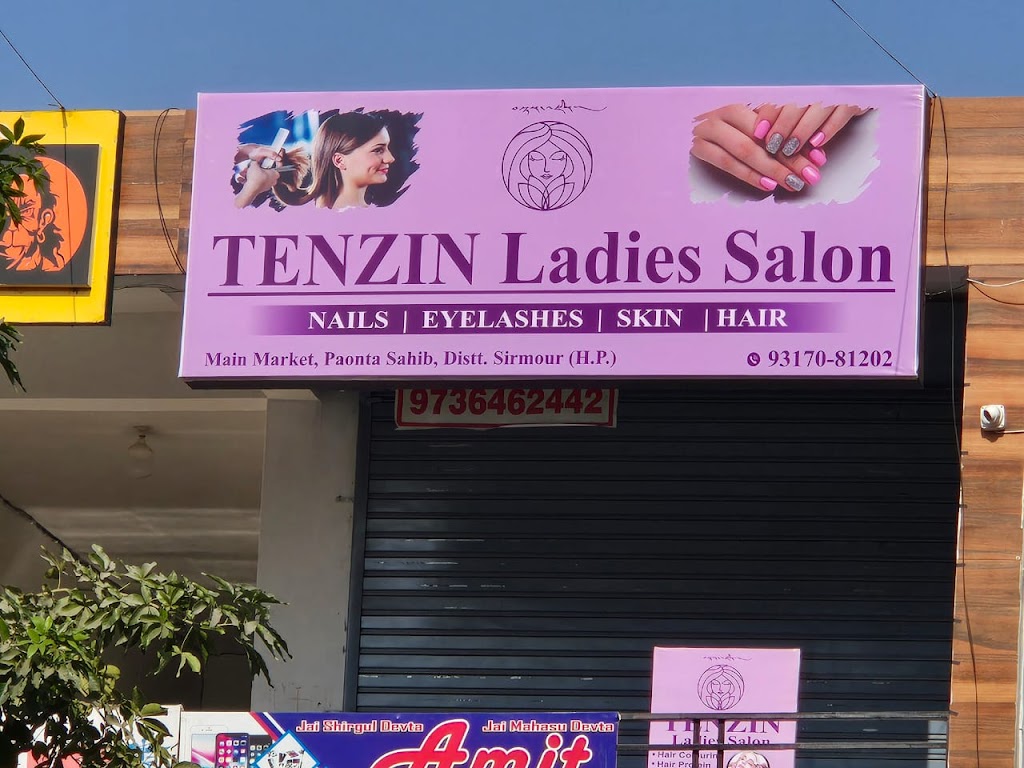 TENZIN Ladies Salon
NAILS | EYELASHES | SKIN | HAIR
Main Market, Paonta Sahib, Distt. Sirmour (H.P.) 93170-81202
9736462442
TENZIN
Ladies Salon
• Hair Protein
Jai Shirgul Devta Jai Mahasu Devta
Amit